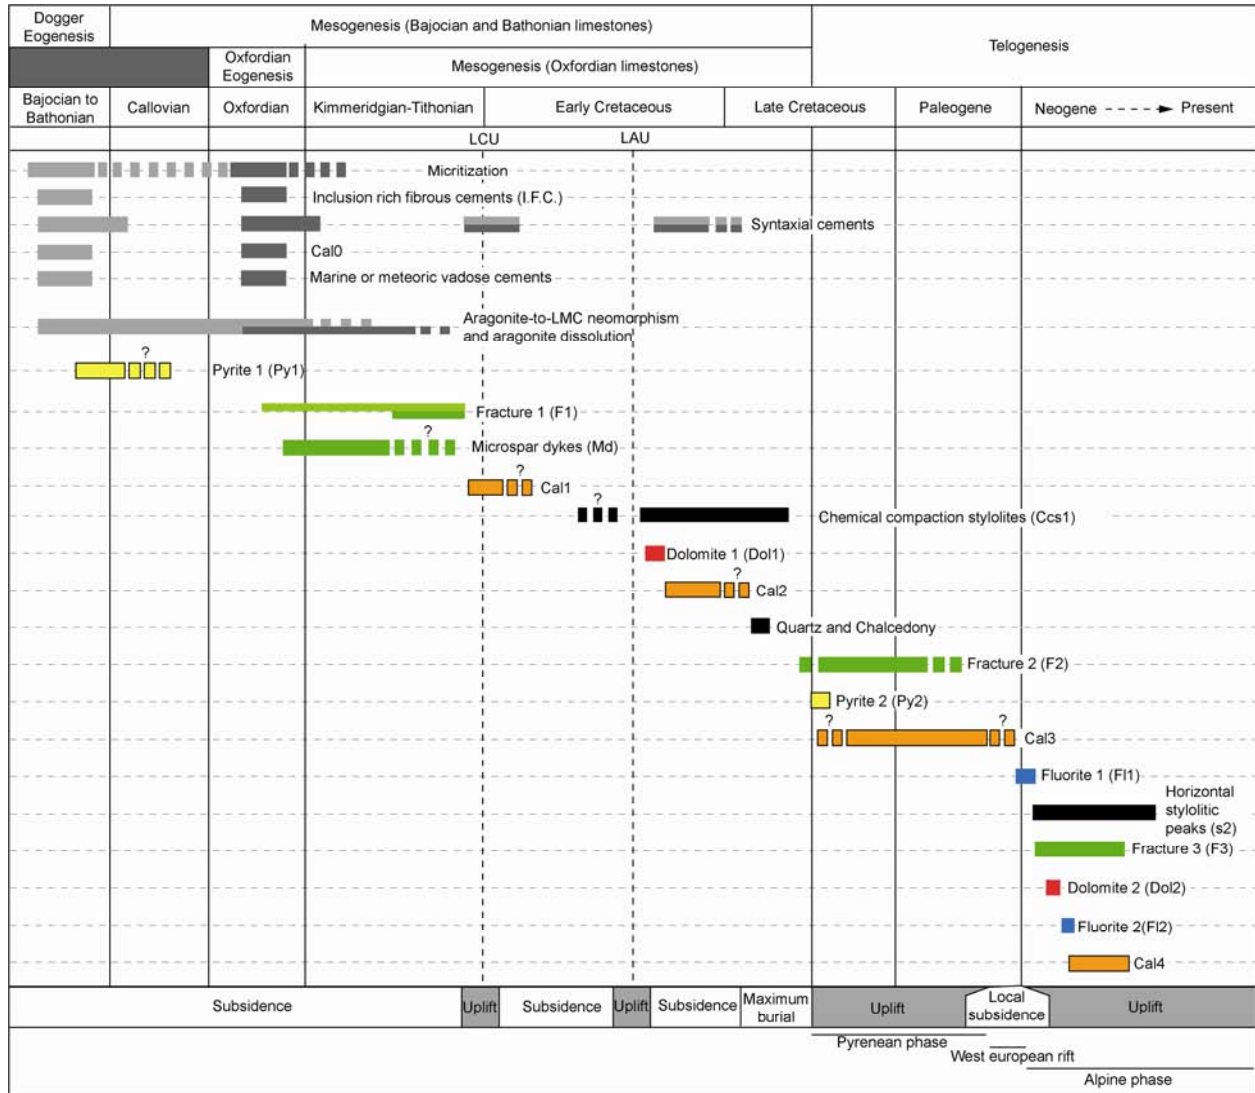 Dogger
Eogenesis
Mesogenesis (Bajocian and Bathonian limestones)
Telogenesis
Oxfordian
Eogenesis
Mesogenesis (Oxfordian limestones)
Bajocian to
Bathonian
Callovian
Oxfordian
Kimmeridgian-Tithonian
Early Cretaceous
Late Cretaceous
Paleogene
Neogene
Present
LCU
LAU
Micritization
Inclusion rich fibrous cements (I.F.C.)
Syntaxial cements
Cal0
Marine or meteoric vadose cements
Aragonite-to-LMC neomorphism
and aragonite dissolution
?
Pyrite 1 (Py1)
Fracture 1 (F1)
?
Microspar dykes (Md)
?
Cal1
?
Chemical compaction stylolites (Ccs1)
Dolomite 1 (Dol1)
?
Cal2
Quartz and Chalcedony
Fracture 2 (F2)
Pyrite 2 (Py2)
? ?
Cal3
Fluorite 1 (Fl1)
Horizontal
stylolitic
peaks (s2)
Fracture 3 (F3)
Dolomite 2 (Dol2)
Fluorite 2(Fl2)
Cal4
Subsidence
Uplift
Subsidence
Uplift
Subsidence
Maximum
burial
Uplift
Local
subsidence
Uplift
Pyrenean phase
West european rift
Alpine phase